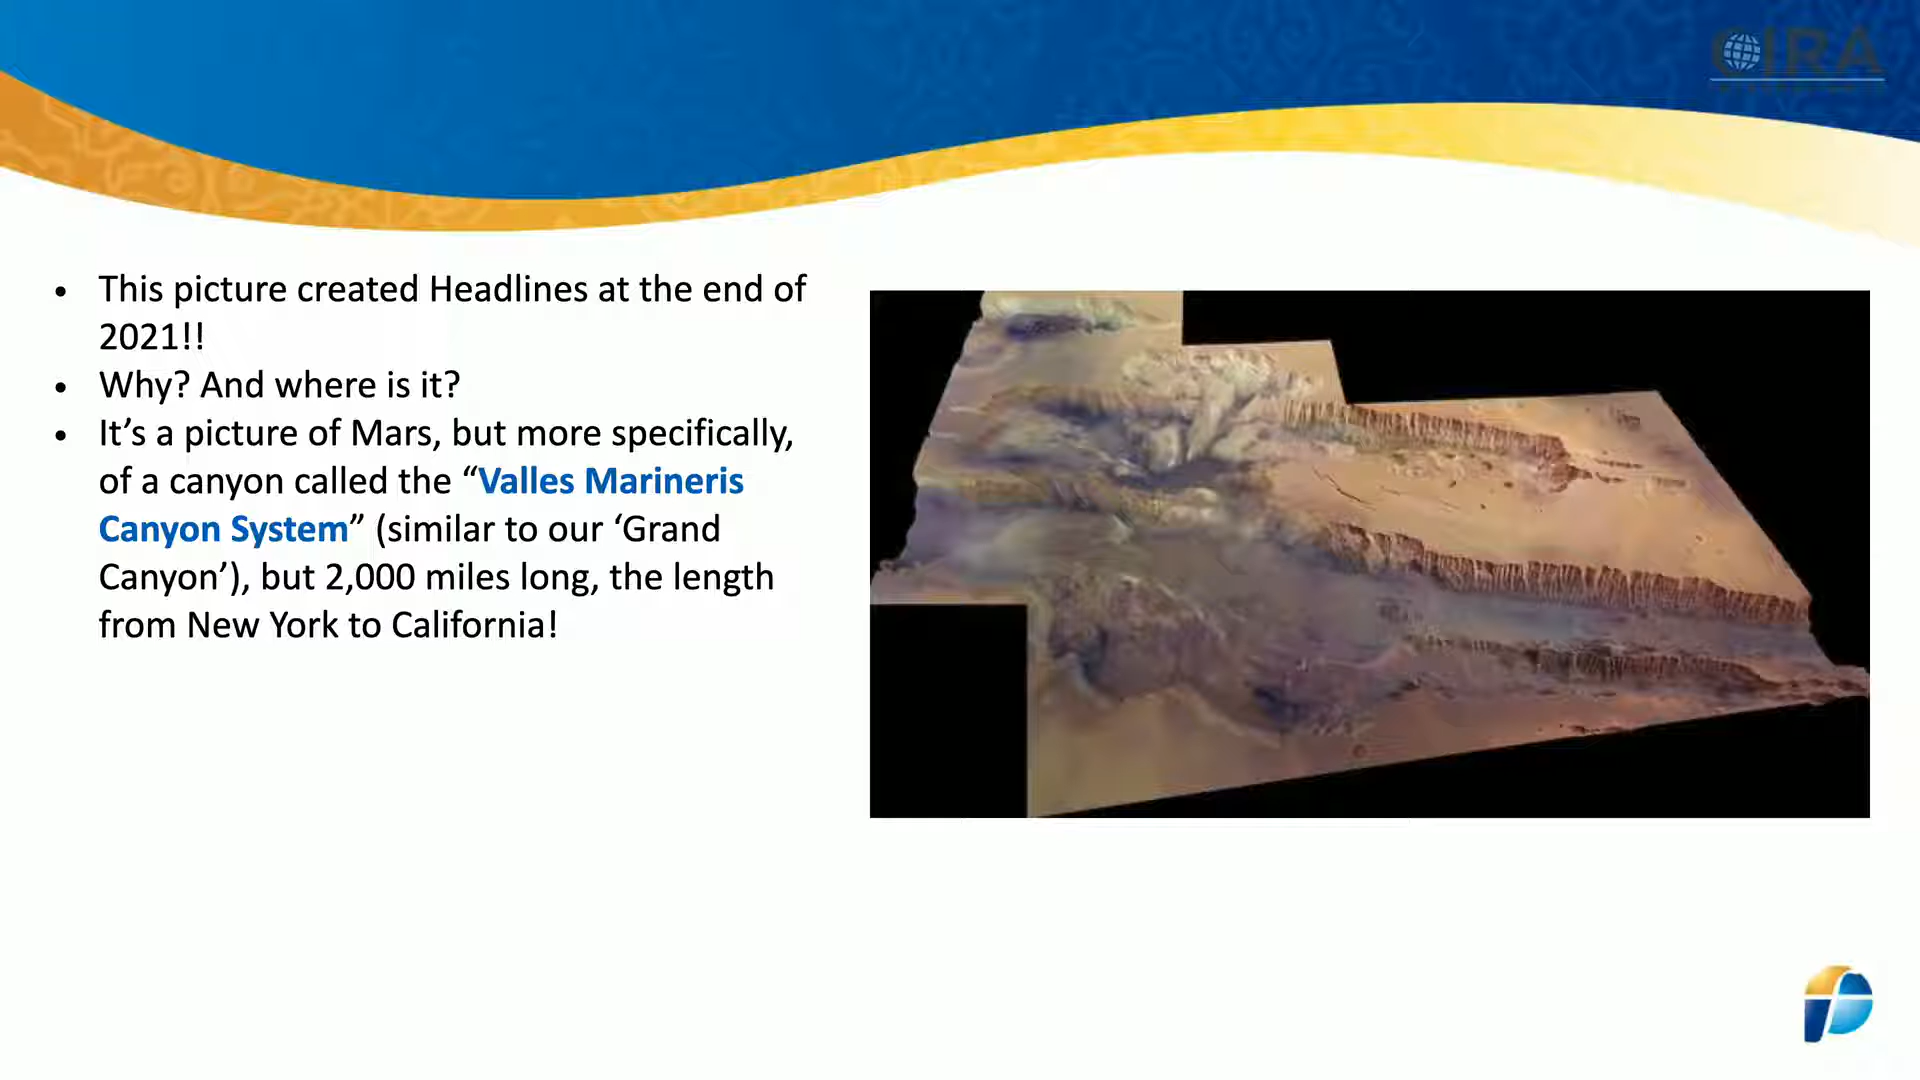 CIRA
• This picture created Headlines at the end of
2021!!
• Why? And where is it?
• It’s a picture of Mars, but more specifically,
of a canyon called the “Valles Marineris
Canyon System” (similar to our ‘Grand
Canyon’), but 2,000 miles long, the length
from New York to California!